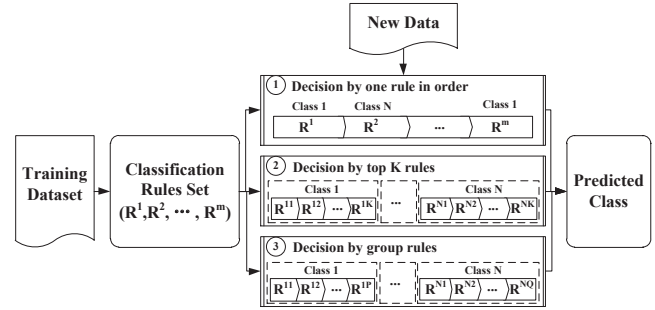 New Data
Training
Dataset
Classification
Rules Set
(R¹,R², ··· , Rᵐ)
① Decision by one rule in order
Class 1 Class N Class 1
R¹ R² ··· Rᵐ
② Decision by top K rules
Class 1 ··· Class N
R¹¹ R¹² ··· R¹ᴷ Rᴺ¹ Rᴺ² ··· Rᴺᴷ
③ Decision by group rules
Class 1 ··· Class N
R¹¹ R¹² ··· R¹ᴾ Rᴺ¹ Rᴺ² ··· RᴺQ
Predicted
Class